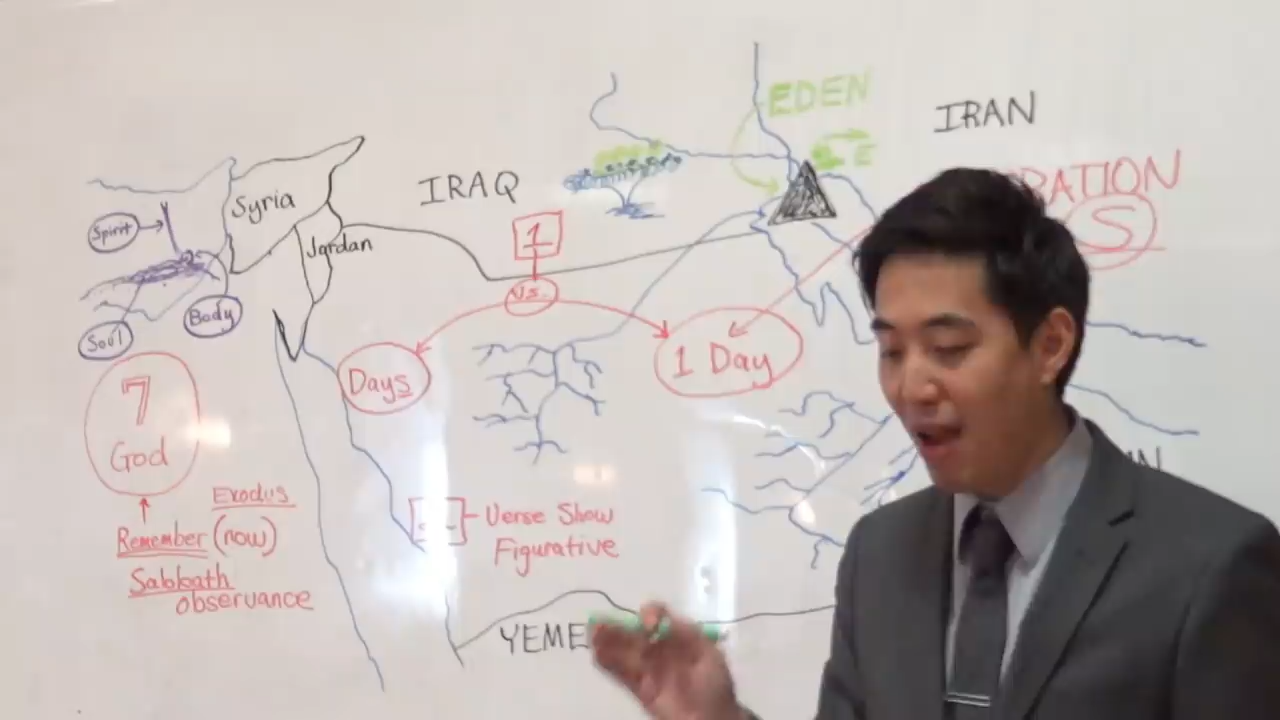 EDEN
E
IRAN
IRAQ
Syria
RATION
S
Spirit
Jordan
1
Body
vs.
Soul
Days
1 Day
7
God
Exodus
Remember (now)
Verse Show
Figurative
Sabbath
observance
YEME